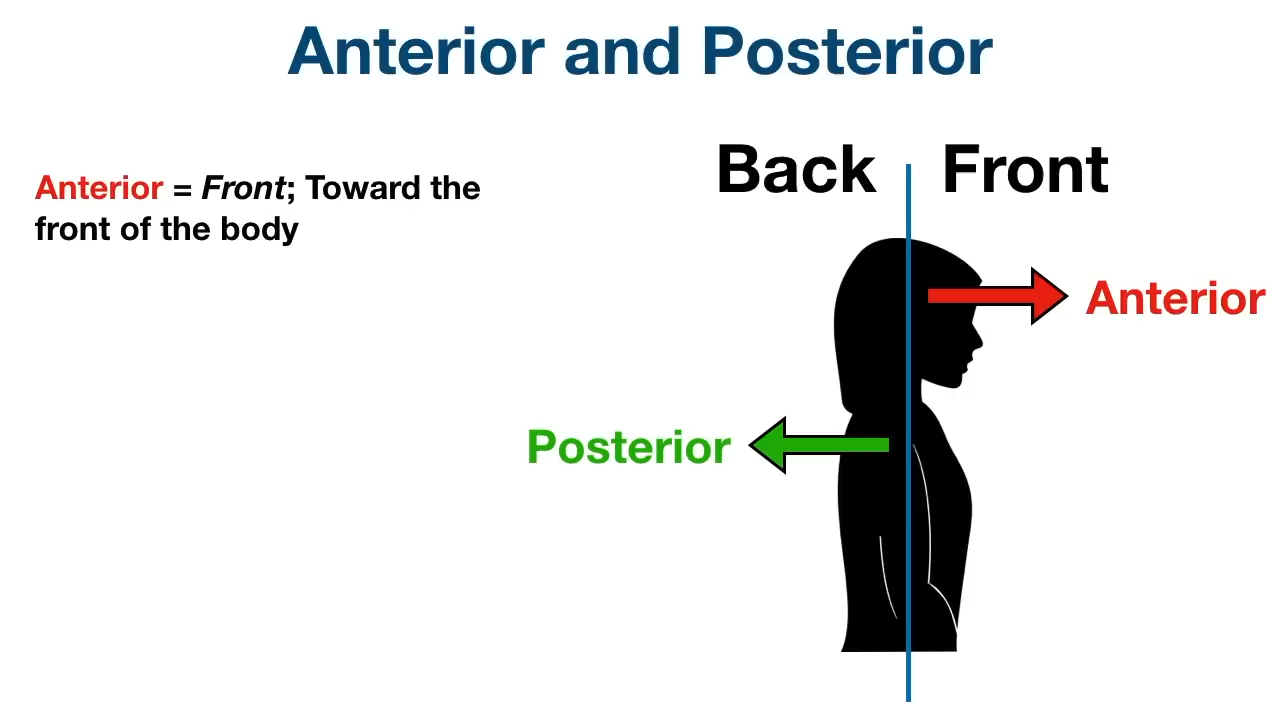 Anterior and Posterior
Anterior = Front; Toward the
front of the body
Back
Front
Anterior
Posterior